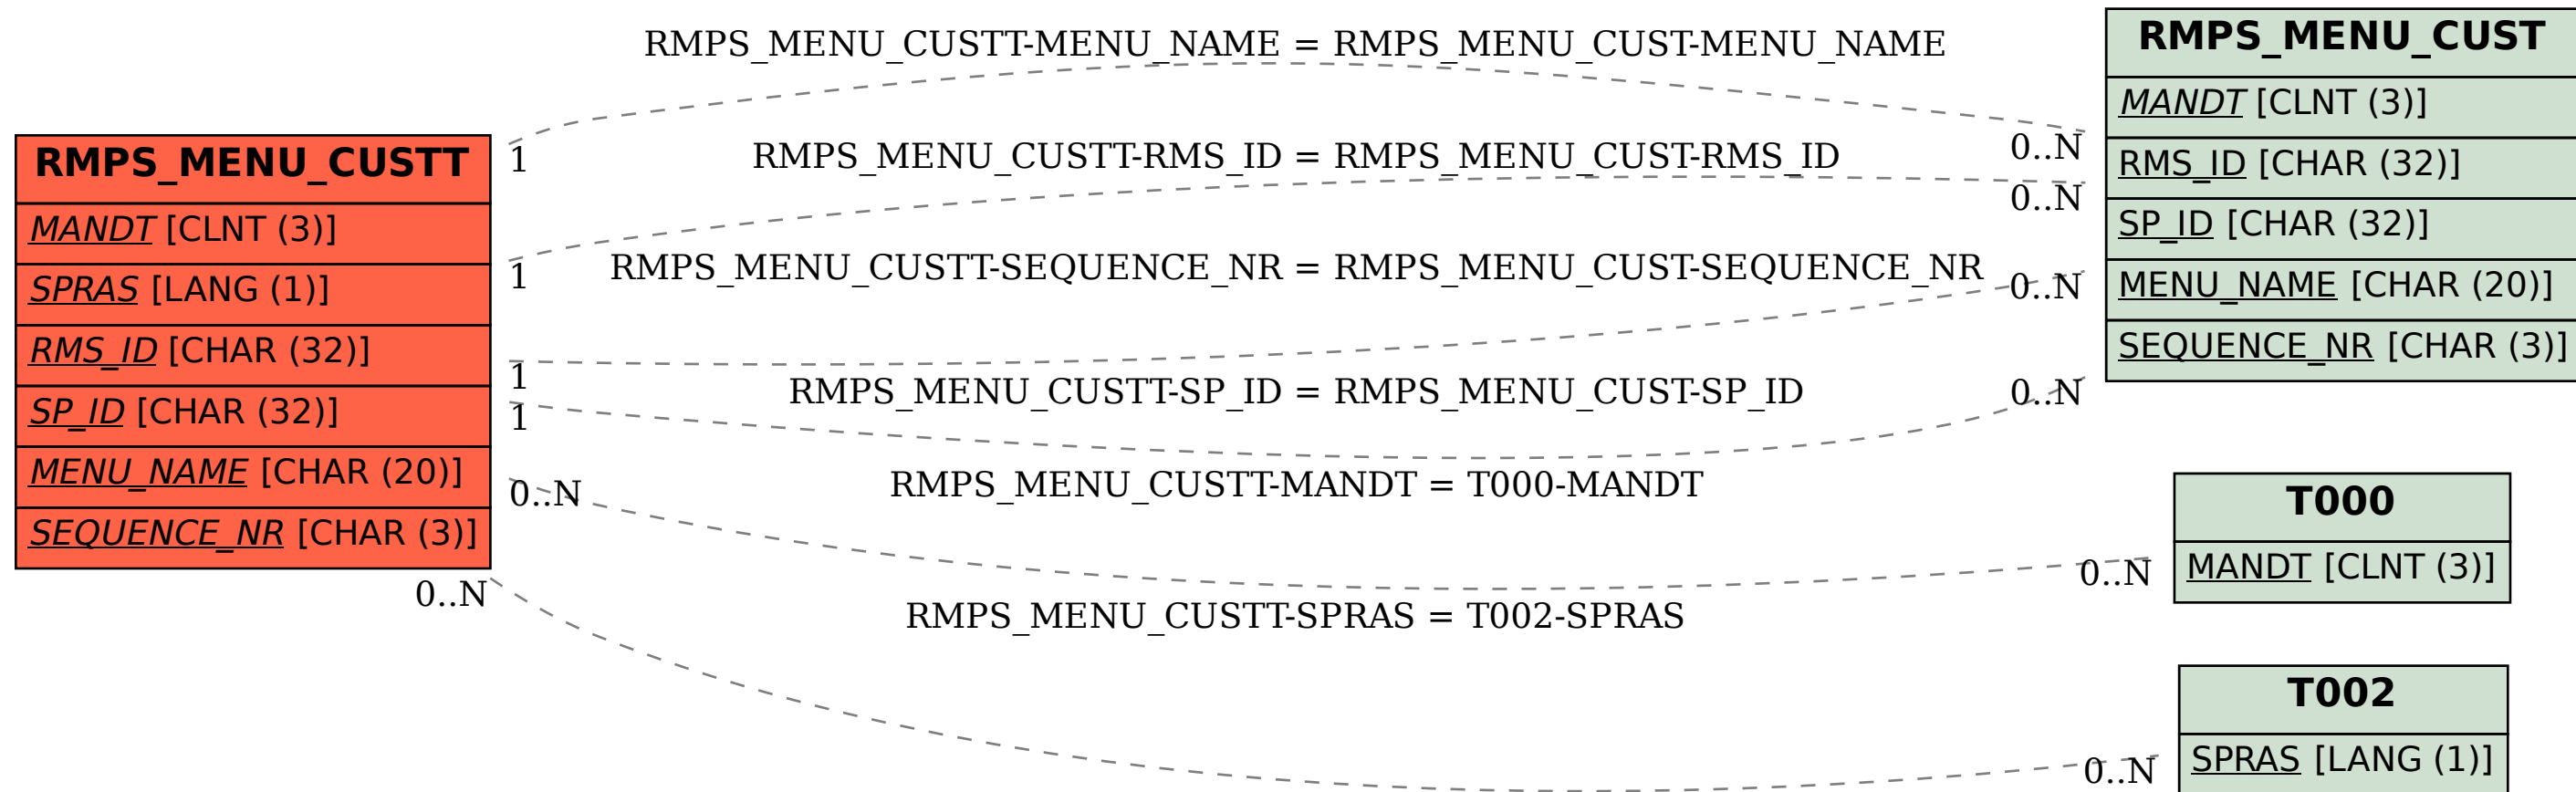 RMPS_MENU_CUSTT
MANDT [CLNT (3)]
SPRAS [LANG (1)]
RMS_ID [CHAR (32)]
SP_ID [CHAR (32)]
MENU_NAME [CHAR (20)]
SEQUENCE_NR [CHAR (3)]
RMPS_MENU_CUSTT-MENU_NAME = RMPS_MENU_CUST-MENU_NAME
1
0..N
RMPS_MENU_CUSTT-RMS_ID = RMPS_MENU_CUST-RMS_ID
1
0..N
RMPS_MENU_CUSTT-SEQUENCE_NR = RMPS_MENU_CUST-SEQUENCE_NR
1
0..N
RMPS_MENU_CUSTT-SP_ID = RMPS_MENU_CUST-SP_ID
1
0..N
RMPS_MENU_CUSTT-MANDT = T000-MANDT
0..N
0..N
RMPS_MENU_CUSTT-SPRAS = T002-SPRAS
0..N
0..N
RMPS_MENU_CUST
MANDT [CLNT (3)]
RMS_ID [CHAR (32)]
SP_ID [CHAR (32)]
MENU_NAME [CHAR (20)]
SEQUENCE_NR [CHAR (3)]
T000
MANDT [CLNT (3)]
T002
SPRAS [LANG (1)]